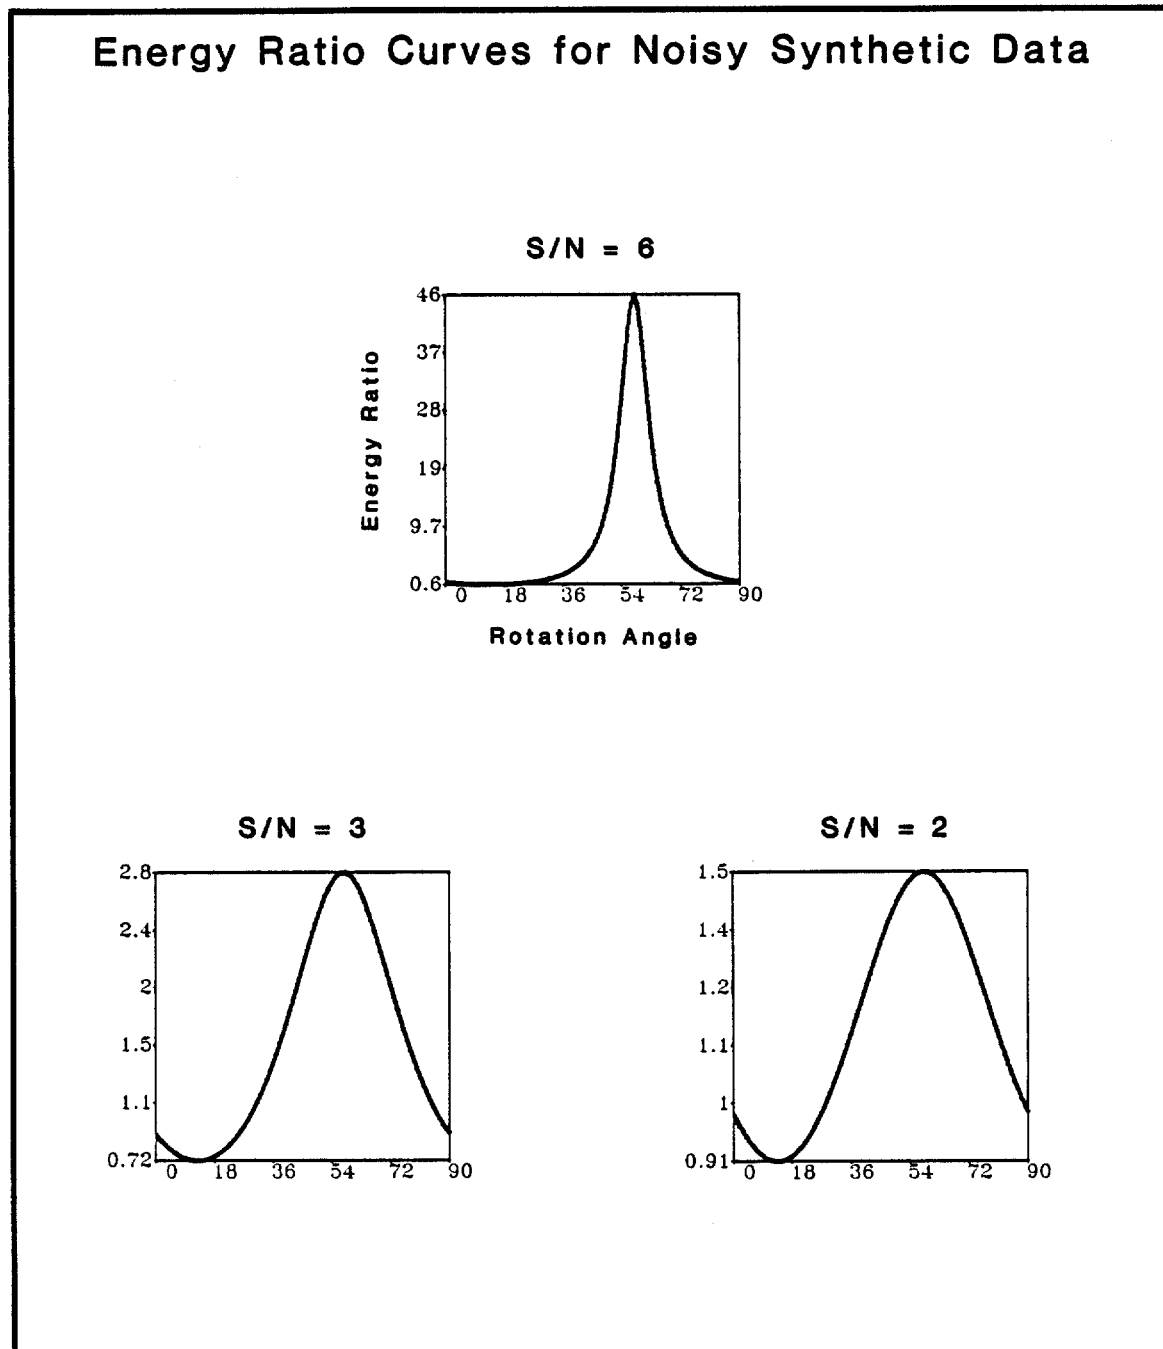 Energy Ratio Curves for Noisy Synthetic Data
S/N = 6
Energy Ratio
46
37
28
19
9.7
0.6
0 18 36 54 72 90
Rotation Angle
S/N = 3
2.8
2.4
2
1.5
1.1
0.72
0 18 36 54 72 90
S/N = 2
1.5
1.4
1.2
1.1
1
0.91
0 18 36 54 72 90